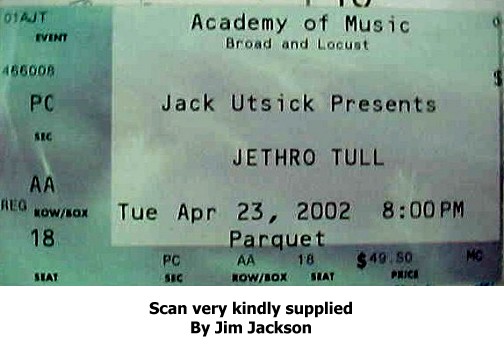 01AJT
EVENT
466008
PC
SEC
AA
REG ROW/BOX
18
SEAT
Academy of Music
Broad and Locust
Jack Utsick Presents
JETHRO TULL
Tue Apr 23, 2002 8:00PM
Parquet
PC AA 18 $49.50 MC
SEC ROW/BOX SEAT PRICE
Scan very kindly supplied
By Jim Jackson